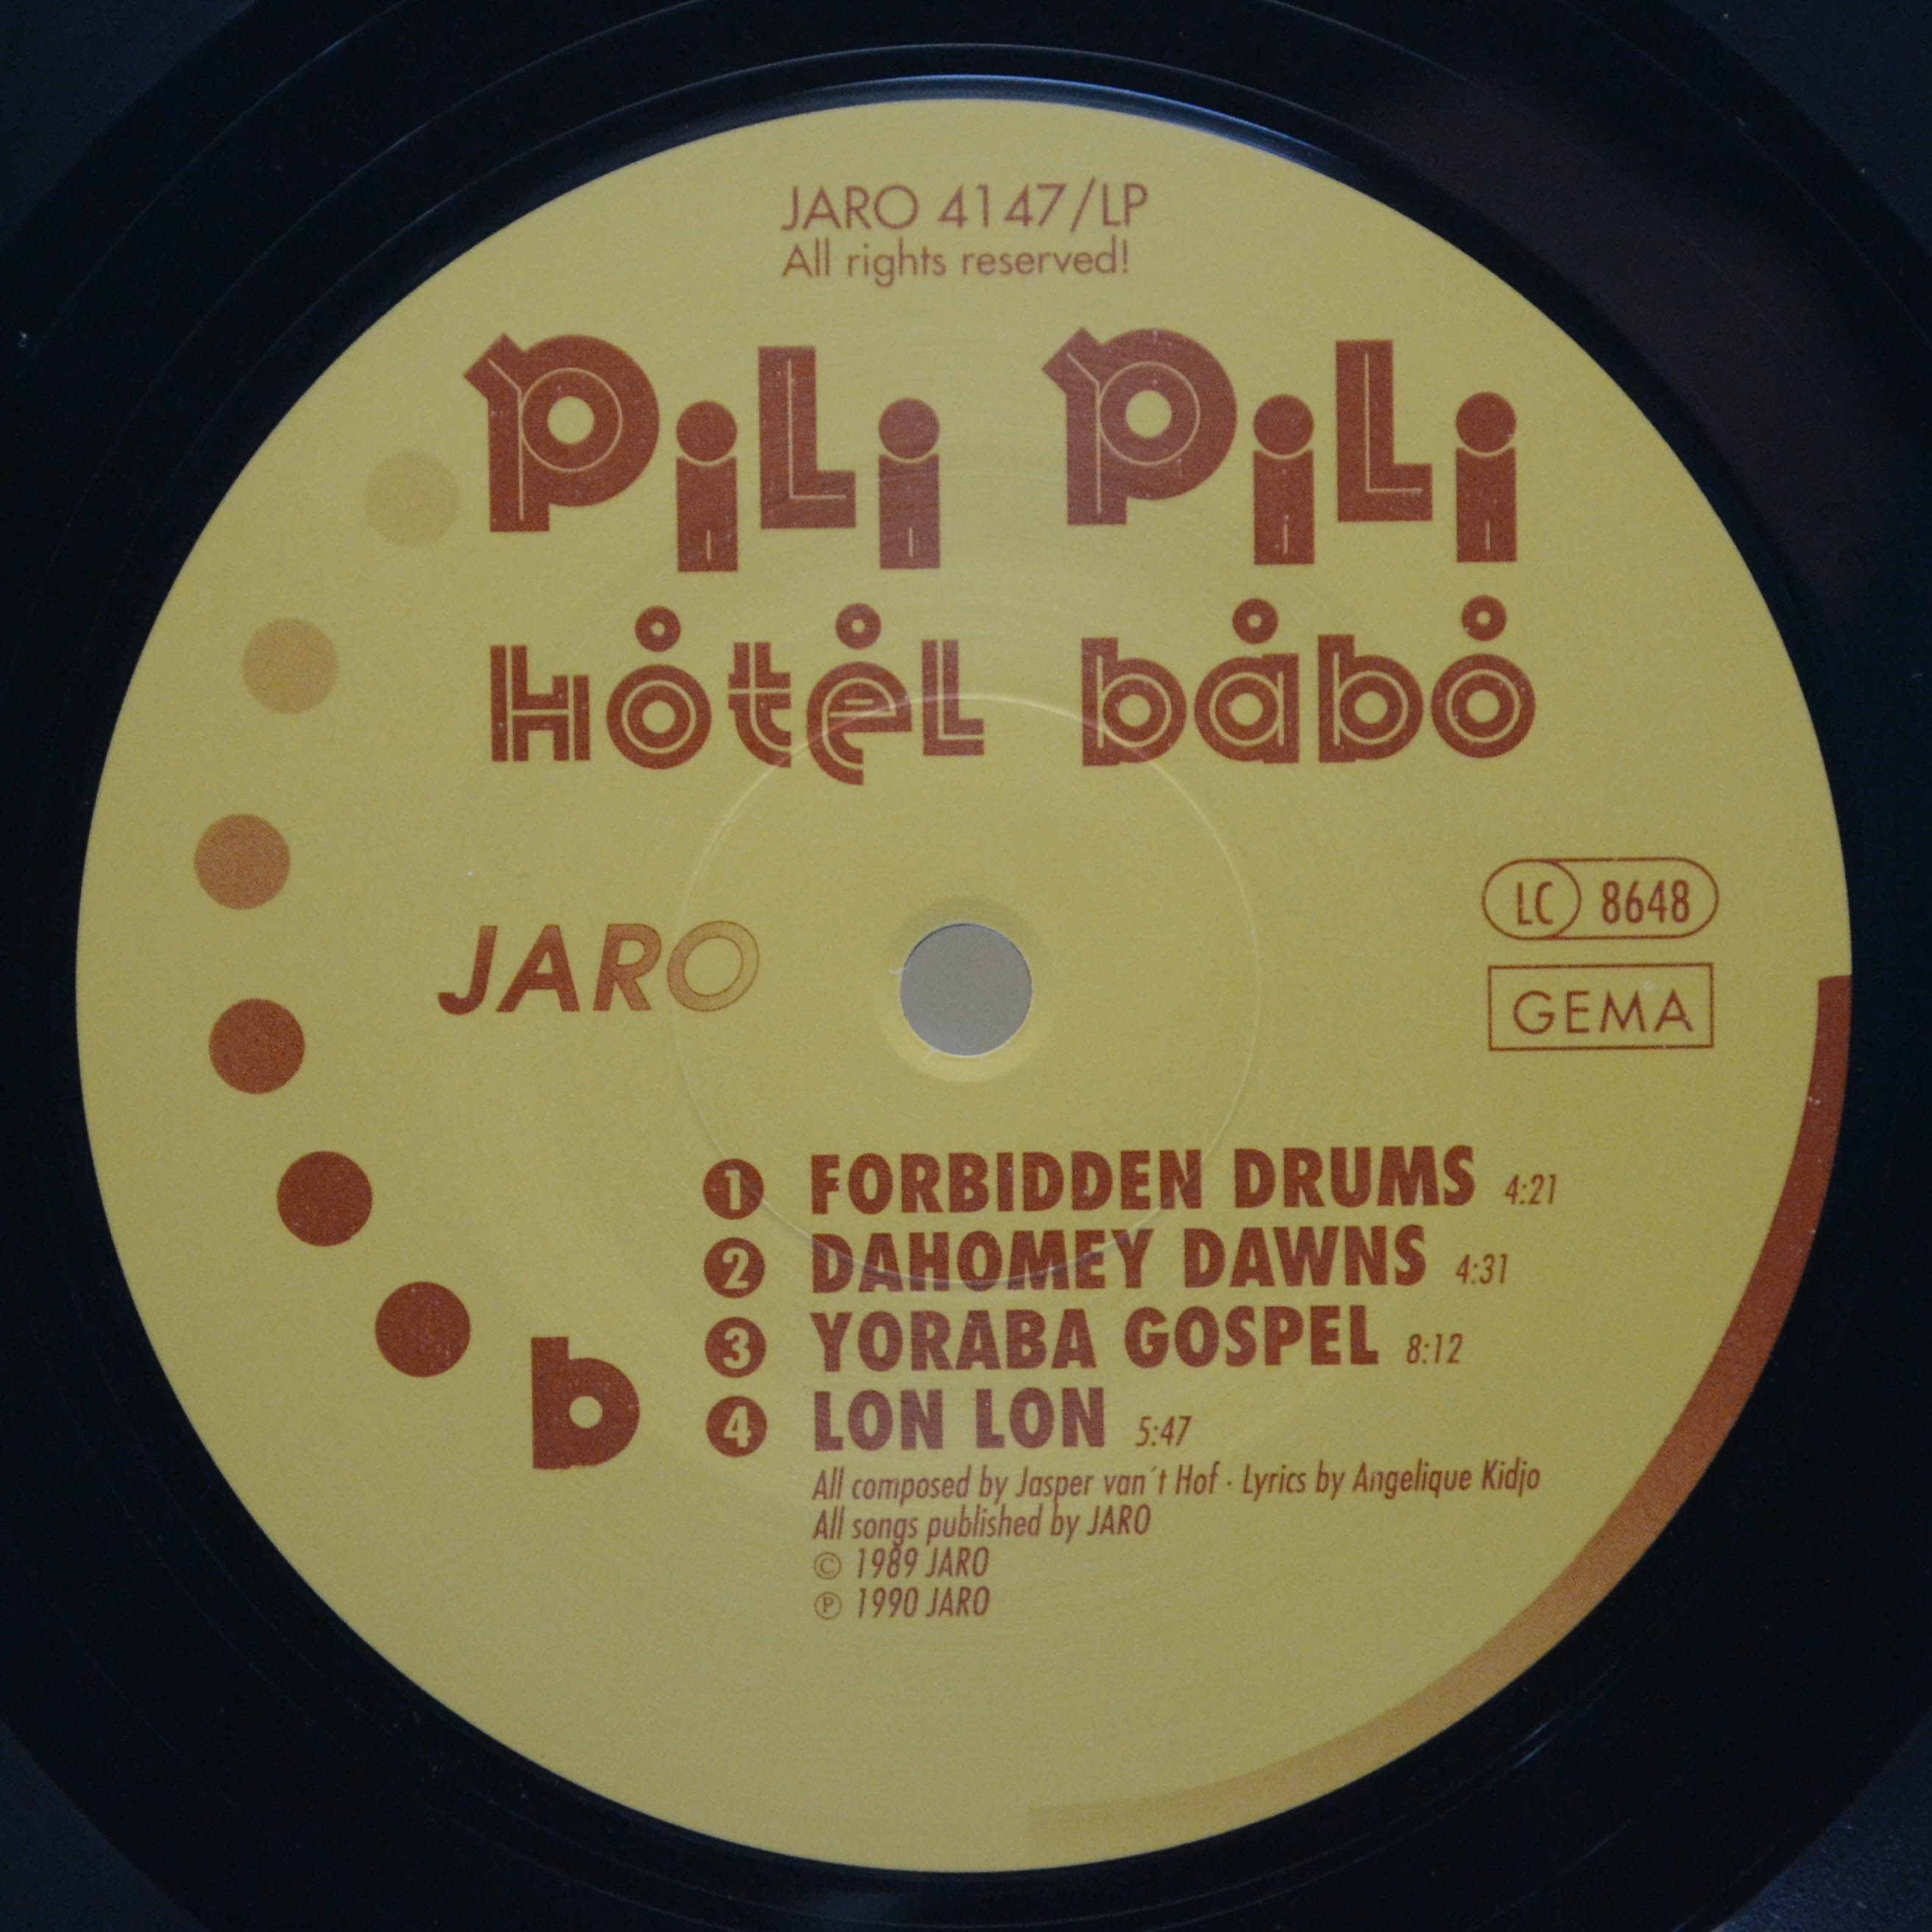 JARO 4147/LP
All rights reserved!
PiLi PiLi
hötel båbo
JARO
LC 8648
GEMA
b
1 FORBIDDEN DRUMS 4:21
2 DAHOMEY DAWNS 4:31
3 YORABA GOSPEL 8:12
4 LON LON 5:47
All composed by Jasper van´t Hof · Lyrics by Angelique Kidjo
All songs published by JARO
© 1989 JARO
℗ 1990 JARO